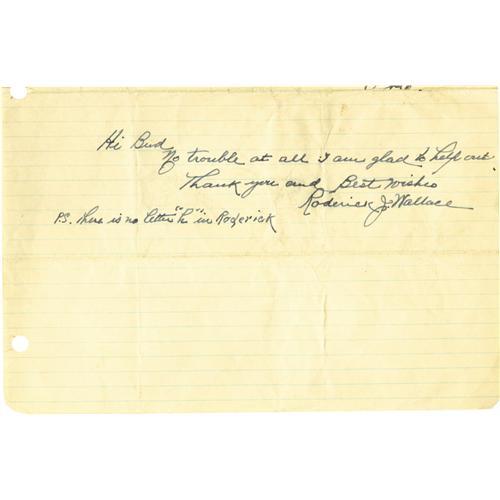 Hi Bud
No trouble at all I am glad to help out
Thank you and Best Wishes
Roderick J. Wallace
P.S. There is no letter "h" in Roderick